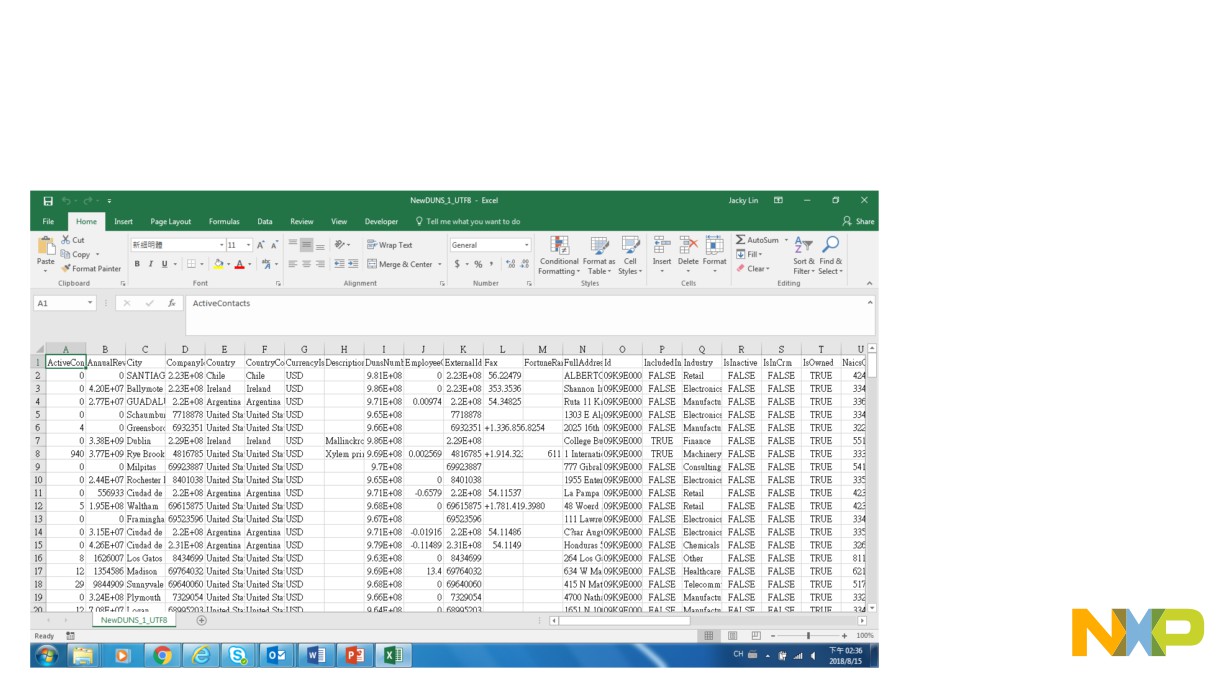 NewDUNS_1_UTF8 - Excel Jacky Lin
File Home Insert Page Layout Formulas Data Review View Developer Tell me what you want to do Share
Cut Copy Format Painter Paste Clipboard
新細明體 11 B I U Font
Wrap Text Merge & Center Alignment
General $ % Number
Conditional Formatting Format as Table Cell Styles Styles
Insert Delete Format Cells
AutoSum Fill Clear Sort & Filter Find & Select Editing
A1 fx ActiveContacts
A B C D E F G H I J K L M N O P Q R S T U
1 ActiveCon AnnualRev City CompanyI Country CountryCo CurrencyIs Description DunsNumb Employee ExternalId Fax FortuneRa FullAddres Id IncludedIn Industry IsInactive IsInCrm IsOwned NaicsC
2 0 0 SANTIAG 2.23E+08 Chile Chile USD 9.81E+08 0 2.23E+08 56.22479 ALBERTO 09K9E000 FALSE Retail FALSE FALSE TRUE 424
3 0 4.20E+07 Ballymote 2.23E+08 Ireland Ireland USD 9.86E+08 0 2.23E+08 353.3536 Shannon I 09K9E000 FALSE Electronics FALSE FALSE TRUE 334
4 0 2.77E+07 GUADAL 2.2E+08 Argentina Argentina USD 9.71E+08 0.00974 2.2E+08 54.34825 Ruta 11 K 09K9E000 FALSE Manufactu FALSE FALSE TRUE 336
5 0 0 Schaumbu 7718878 United Sta United Sta USD 9.65E+08 7718878 1303 E Al 09K9E000 FALSE Electronics FALSE FALSE TRUE 334
6 4 0 Greensboro 6932351 United Sta United Sta USD 9.66E+08 6932351 +1.336.856.8254 2025 16th 09K9E000 FALSE Manufactu FALSE FALSE TRUE 322
7 0 3.38E+09 Dublin 2.29E+08 Ireland Ireland USD Mallinckro 9.86E+08 2.29E+08 College Bu 09K9E000 TRUE Finance FALSE FALSE TRUE 551
8 940 3.77E+09 Rye Brook 4816785 United Sta United Sta USD Xylem pri 9.69E+08 0.002569 4816785 +1.914.323 611 1 Internati 09K9E000 TRUE Machinery FALSE FALSE TRUE 333
9 0 0 Milpitas 69923887 United Sta United Sta USD 9.7E+08 69923887 777 Gibral 09K9E000 FALSE Consulting FALSE FALSE TRUE 541
10 0 2.44E+07 Rochester 8401038 United Sta United Sta USD 9.65E+08 0 8401038 1955 Enter 09K9E000 FALSE Electronics FALSE FALSE TRUE 335
11 0 556933 Ciudad de 2.2E+08 Argentina Argentina USD 9.71E+08 -0.6579 2.2E+08 54.11537 La Pampa 09K9E000 FALSE Retail FALSE FALSE TRUE 423
12 5 1.95E+08 Waltham 69615875 United Sta United Sta USD 9.68E+08 0 69615875 +1.781.419.3980 48 Woerd 09K9E000 FALSE Retail FALSE FALSE TRUE 423
13 0 0 Framingha 69523596 United Sta United Sta USD 9.67E+08 69523596 111 Lawre 09K9E000 FALSE Electronics FALSE FALSE TRUE 334
14 0 3.15E+07 Ciudad de 2.2E+08 Argentina Argentina USD 9.71E+08 -0.01916 2.2E+08 54.11486 C?sar Aug 09K9E000 FALSE Electronics FALSE FALSE TRUE 335
15 0 4.26E+07 Ciudad de 2.31E+08 Argentina Argentina USD 9.79E+08 -0.11489 2.31E+08 54.1149 Honduras 09K9E000 FALSE Chemicals FALSE FALSE TRUE 326
16 8 1626007 Los Gatos 8434699 United Sta United Sta USD 9.63E+08 0 8434699 264 Los G 09K9E000 FALSE Other FALSE FALSE TRUE 811
17 12 1354586 Madison 69764032 United Sta United Sta USD 9.69E+08 13.4 69764032 634 W Ma 09K9E000 FALSE Healthcare FALSE FALSE TRUE 621
18 29 9844909 Sunnyvale 69640060 United Sta United Sta USD 9.68E+08 0 69640060 415 N Mat 09K9E000 FALSE Telecomm FALSE FALSE TRUE 517
19 0 3.24E+08 Plymouth 7329054 United Sta United Sta USD 9.66E+08 0 7329054 4700 Nath 09K9E000 FALSE Manufactu FALSE FALSE TRUE 332
20 12 7.08E+07 Logan 68995203 United Sta United Sta USD 9.64E+08 0 68995203 1651 N 10 09K9E000 FALSE Manufactu FALSE FALSE TRUE 334
NewDUNS_1_UTF8
Ready 100%
CH 下午 02:36
2018/8/15
NXP